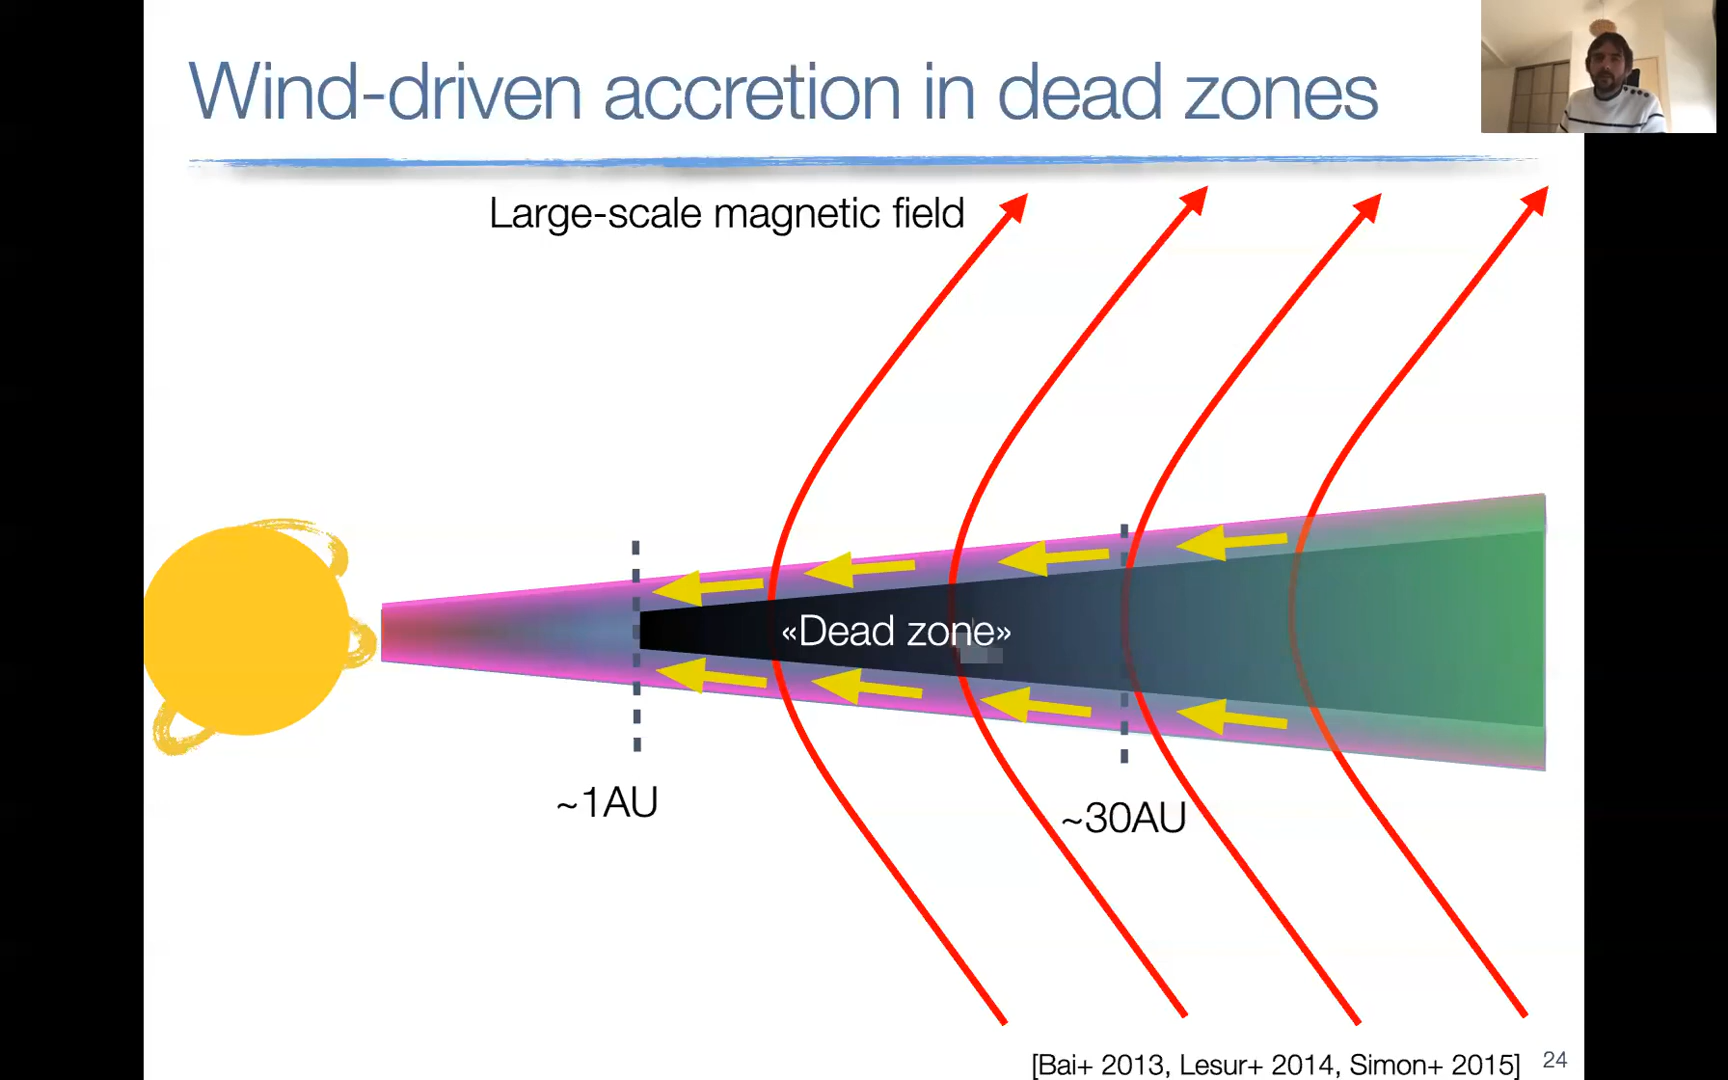 Wind-driven accretion in dead zones
Large-scale magnetic field
«Dead zone»
~1AU
~30AU
[Bai+ 2013, Lesur+ 2014, Simon+ 2015]
24